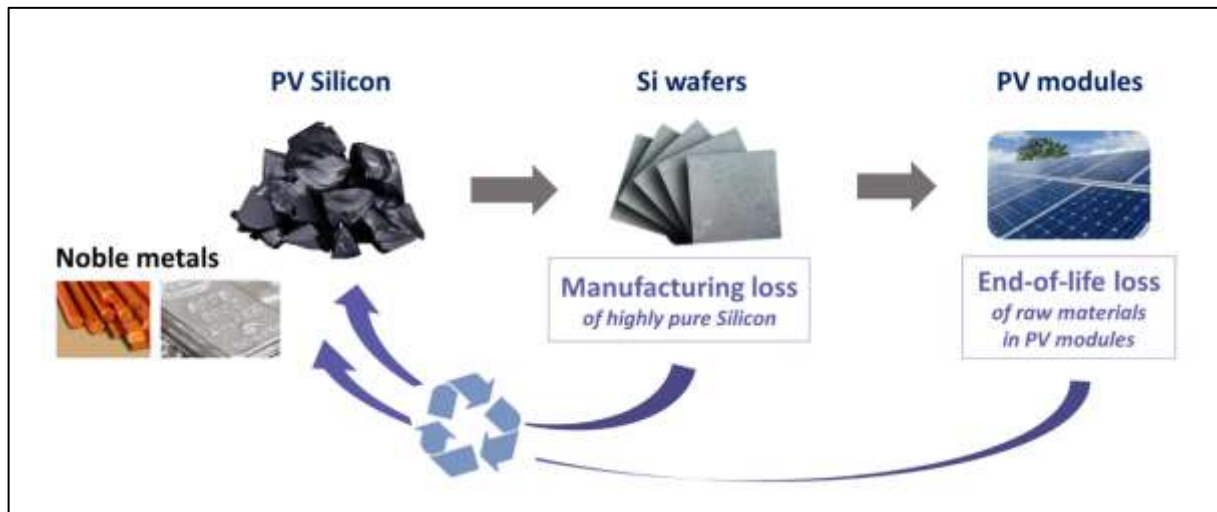 PV Silicon
Si wafers
PV modules
Noble metals
Manufacturing loss
of highly pure Silicon
End-of-life loss
of raw materials
in PV modules